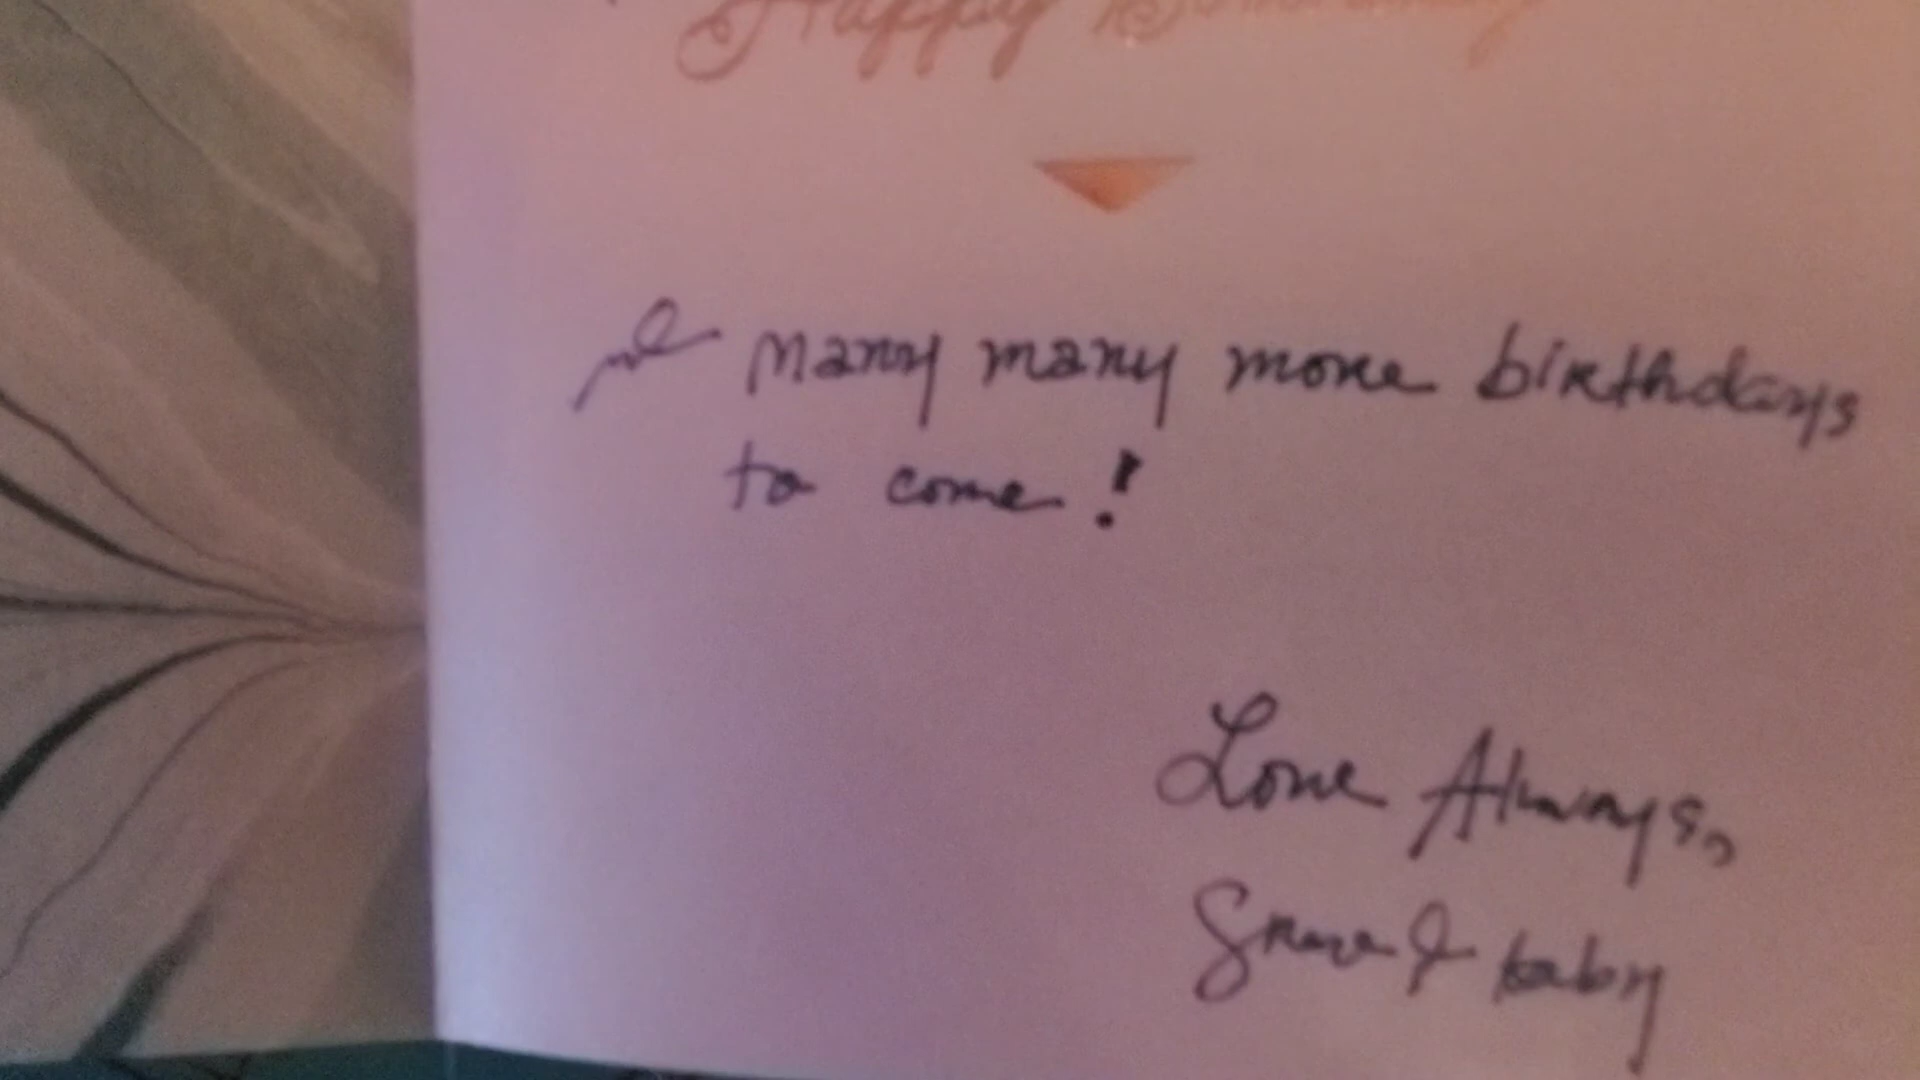 Happy Birthday
& Many many more birthdays
to come!
Love Always,
& baby